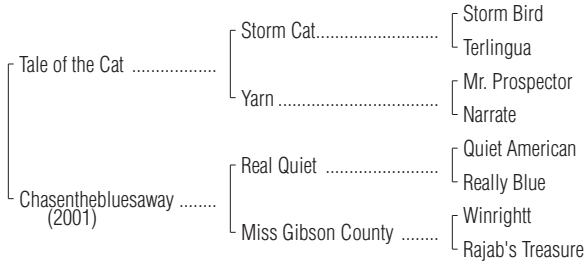 Storm Bird
Storm Cat......................
Terlingua
Tale of the Cat ..................
Mr. Prospector
Yarn ..................................
Narrate
Quiet American
Real Quiet ........................
Really Blue
Chasenthebluesaway ........
(2001)
Winrightt
Miss Gibson County ........
Rajab's Treasure